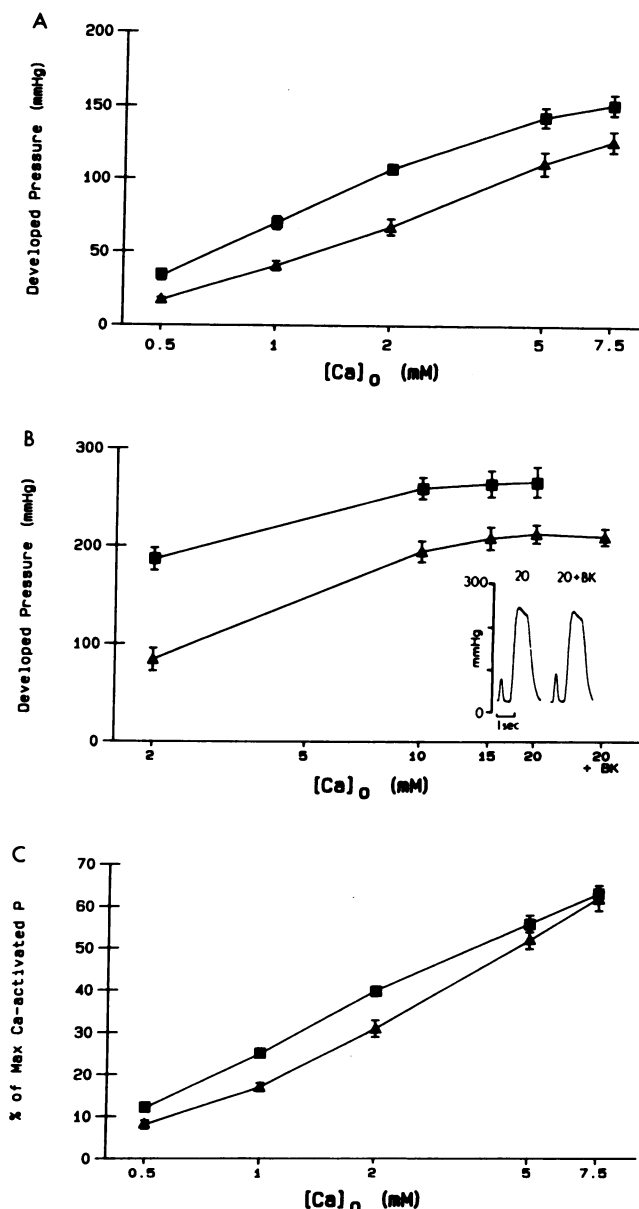 A
Developed Pressure (mmHg)
200
150
100
50
0
0.5 1 2 5 7.5
[Ca]o (mM)
B
Developed Pressure (mmHg)
300
200
100
0
2 5 10 15 20 20
+ BK
[Ca]o (mM)
20 20+BK
300
mmHg
0
1 sec
C
% of Max Ca-activated P
70
60
50
40
30
20
10
0
0.5 1 2 5 7.5
[Ca]o (mM)